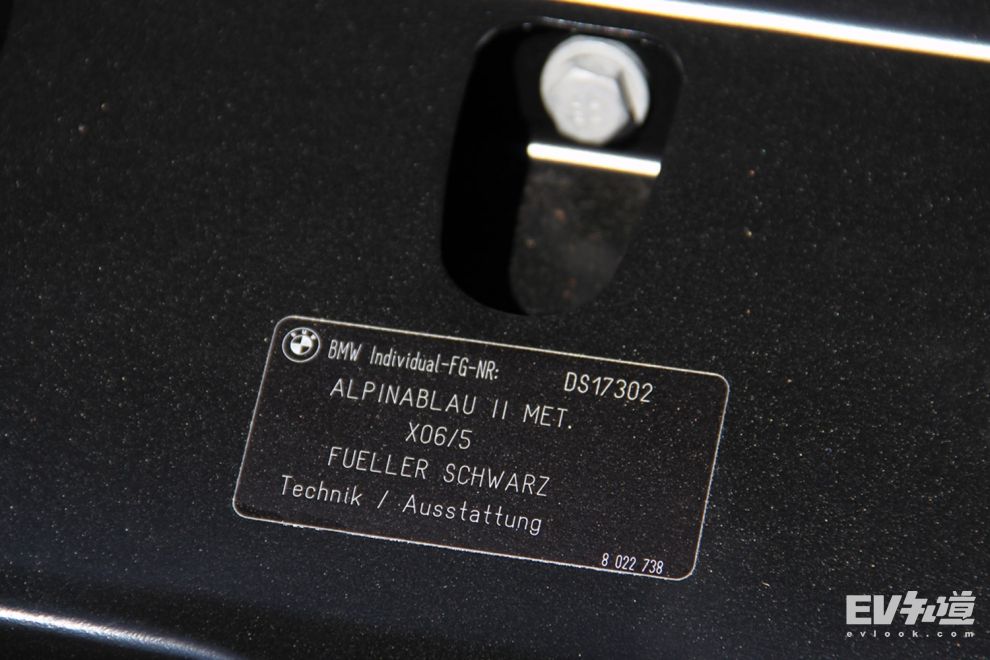 BMW
BMW Individual-FG-NR: DS17302
ALPINABLAU II MET.
X06/5
FUELLER SCHWARZ
Technik / Ausstattung
8 022 738
EV知道
evlook.com